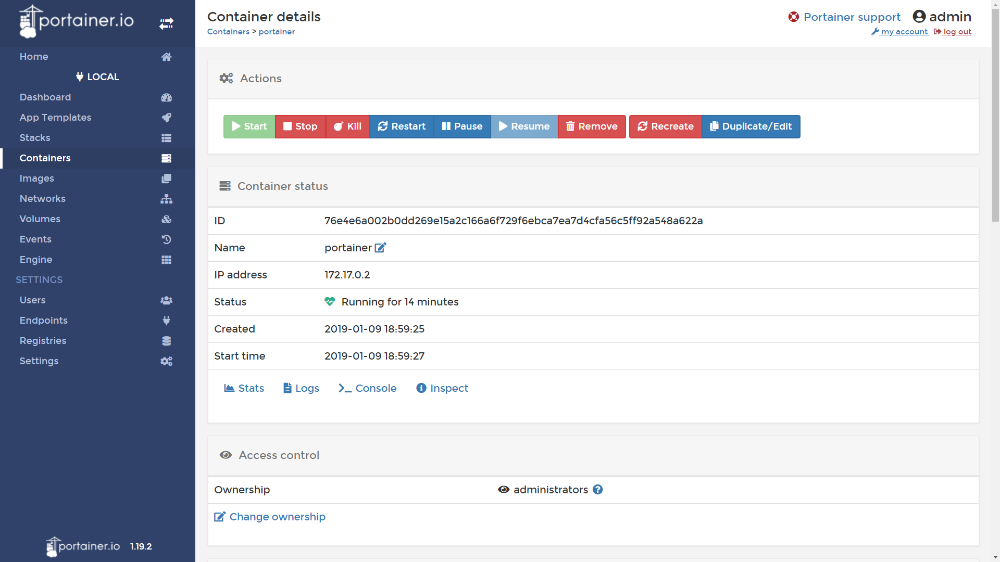 portainer.io
Home
LOCAL
Dashboard
App Templates
Stacks
Containers
Images
Networks
Volumes
Events
Engine
SETTINGS
Users
Endpoints
Registries
Settings
portainer.io 1.19.2
Container details
Containers > portainer
Portainer support admin
my account log out
Actions
Start Stop Kill Restart Pause Resume Remove Recreate Duplicate/Edit
Container status
ID 76e4e6a002b0dd269e15a2c166a6f729f6ebca7ea7d4cfa56c5ff92a548a622a
Name portainer
IP address 172.17.0.2
Status Running for 14 minutes
Created 2019-01-09 18:59:25
Start time 2019-01-09 18:59:27
Stats Logs Console Inspect
Access control
Ownership administrators
Change ownership